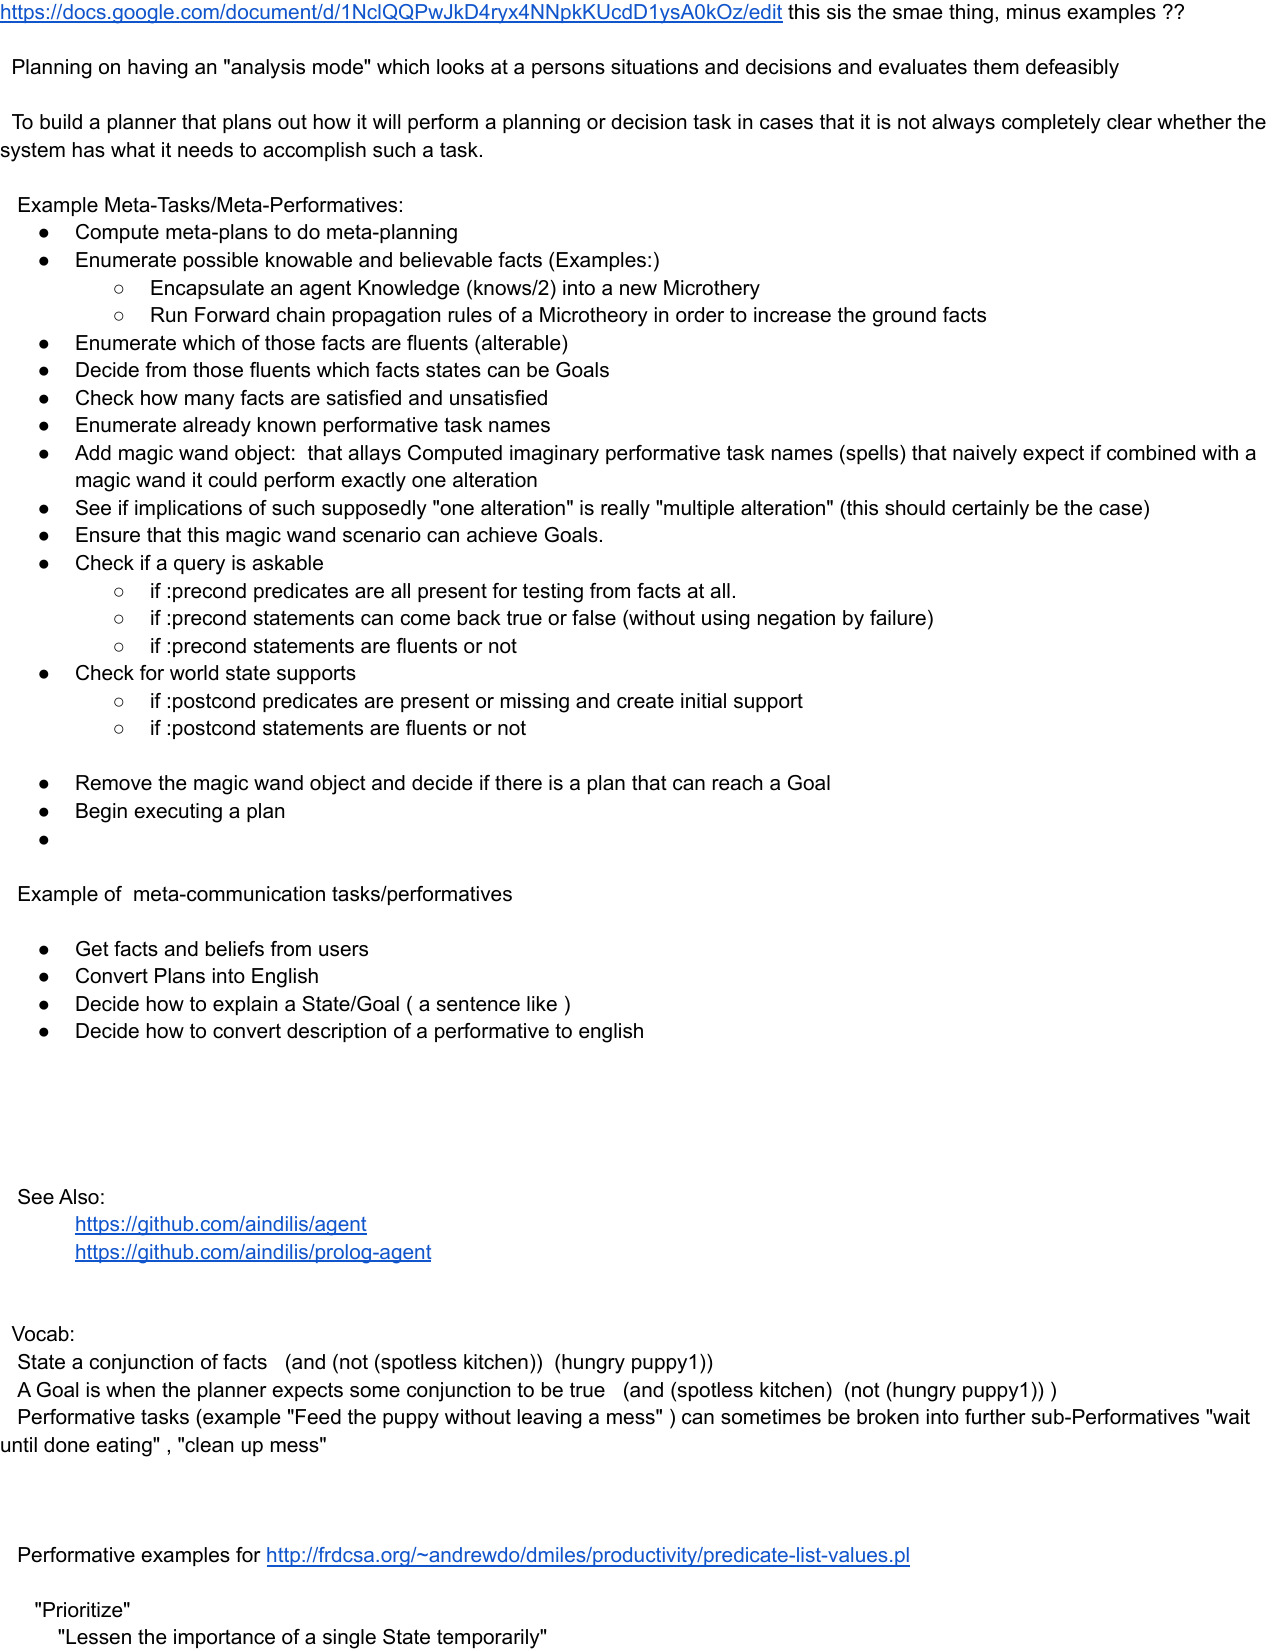 https://docs.google.com/document/d/1NclQQPwJkD4ryx4NNpkKUcdD1ysA0kOz/edit this sis the smae thing, minus examples ??
Planning on having an "analysis mode" which looks at a persons situations and decisions and evaluates them defeasibly
To build a planner that plans out how it will perform a planning or decision task in cases that it is not always completely clear whether the
system has what it needs to accomplish such a task.
Example Meta-Tasks/Meta-Performatives:
● Compute meta-plans to do meta-planning
● Enumerate possible knowable and believable facts (Examples:)
○ Encapsulate an agent Knowledge (knows/2) into a new Microthery
○ Run Forward chain propagation rules of a Microtheory in order to increase the ground facts
● Enumerate which of those facts are fluents (alterable)
● Decide from those fluents which facts states can be Goals
● Check how many facts are satisfied and unsatisfied
● Enumerate already known performative task names
● Add magic wand object:  that allays Computed imaginary performative task names (spells) that naively expect if combined with a
magic wand it could perform exactly one alteration
● See if implications of such supposedly "one alteration" is really "multiple alteration" (this should certainly be the case)
● Ensure that this magic wand scenario can achieve Goals.
● Check if a query is askable
○ if :precond predicates are all present for testing from facts at all.
○ if :precond statements can come back true or false (without using negation by failure)
○ if :precond statements are fluents or not
● Check for world state supports
○ if :postcond predicates are present or missing and create initial support
○ if :postcond statements are fluents or not
● Remove the magic wand object and decide if there is a plan that can reach a Goal
● Begin executing a plan
●
Example of  meta-communication tasks/performatives
● Get facts and beliefs from users
● Convert Plans into English
● Decide how to explain a State/Goal ( a sentence like )
● Decide how to convert description of a performative to english
See Also:
https://github.com/aindilis/agent
https://github.com/aindilis/prolog-agent
Vocab:
State a conjunction of facts   (and (not (spotless kitchen))  (hungry puppy1))
A Goal is when the planner expects some conjunction to be true   (and (spotless kitchen)  (not (hungry puppy1)) )
Performative tasks (example "Feed the puppy without leaving a mess" ) can sometimes be broken into further sub-Performatives "wait
until done eating" , "clean up mess"
Performative examples for http://frdcsa.org/~andrewdo/dmiles/productivity/predicate-list-values.pl
"Prioritize"
"Lessen the importance of a single State temporarily"